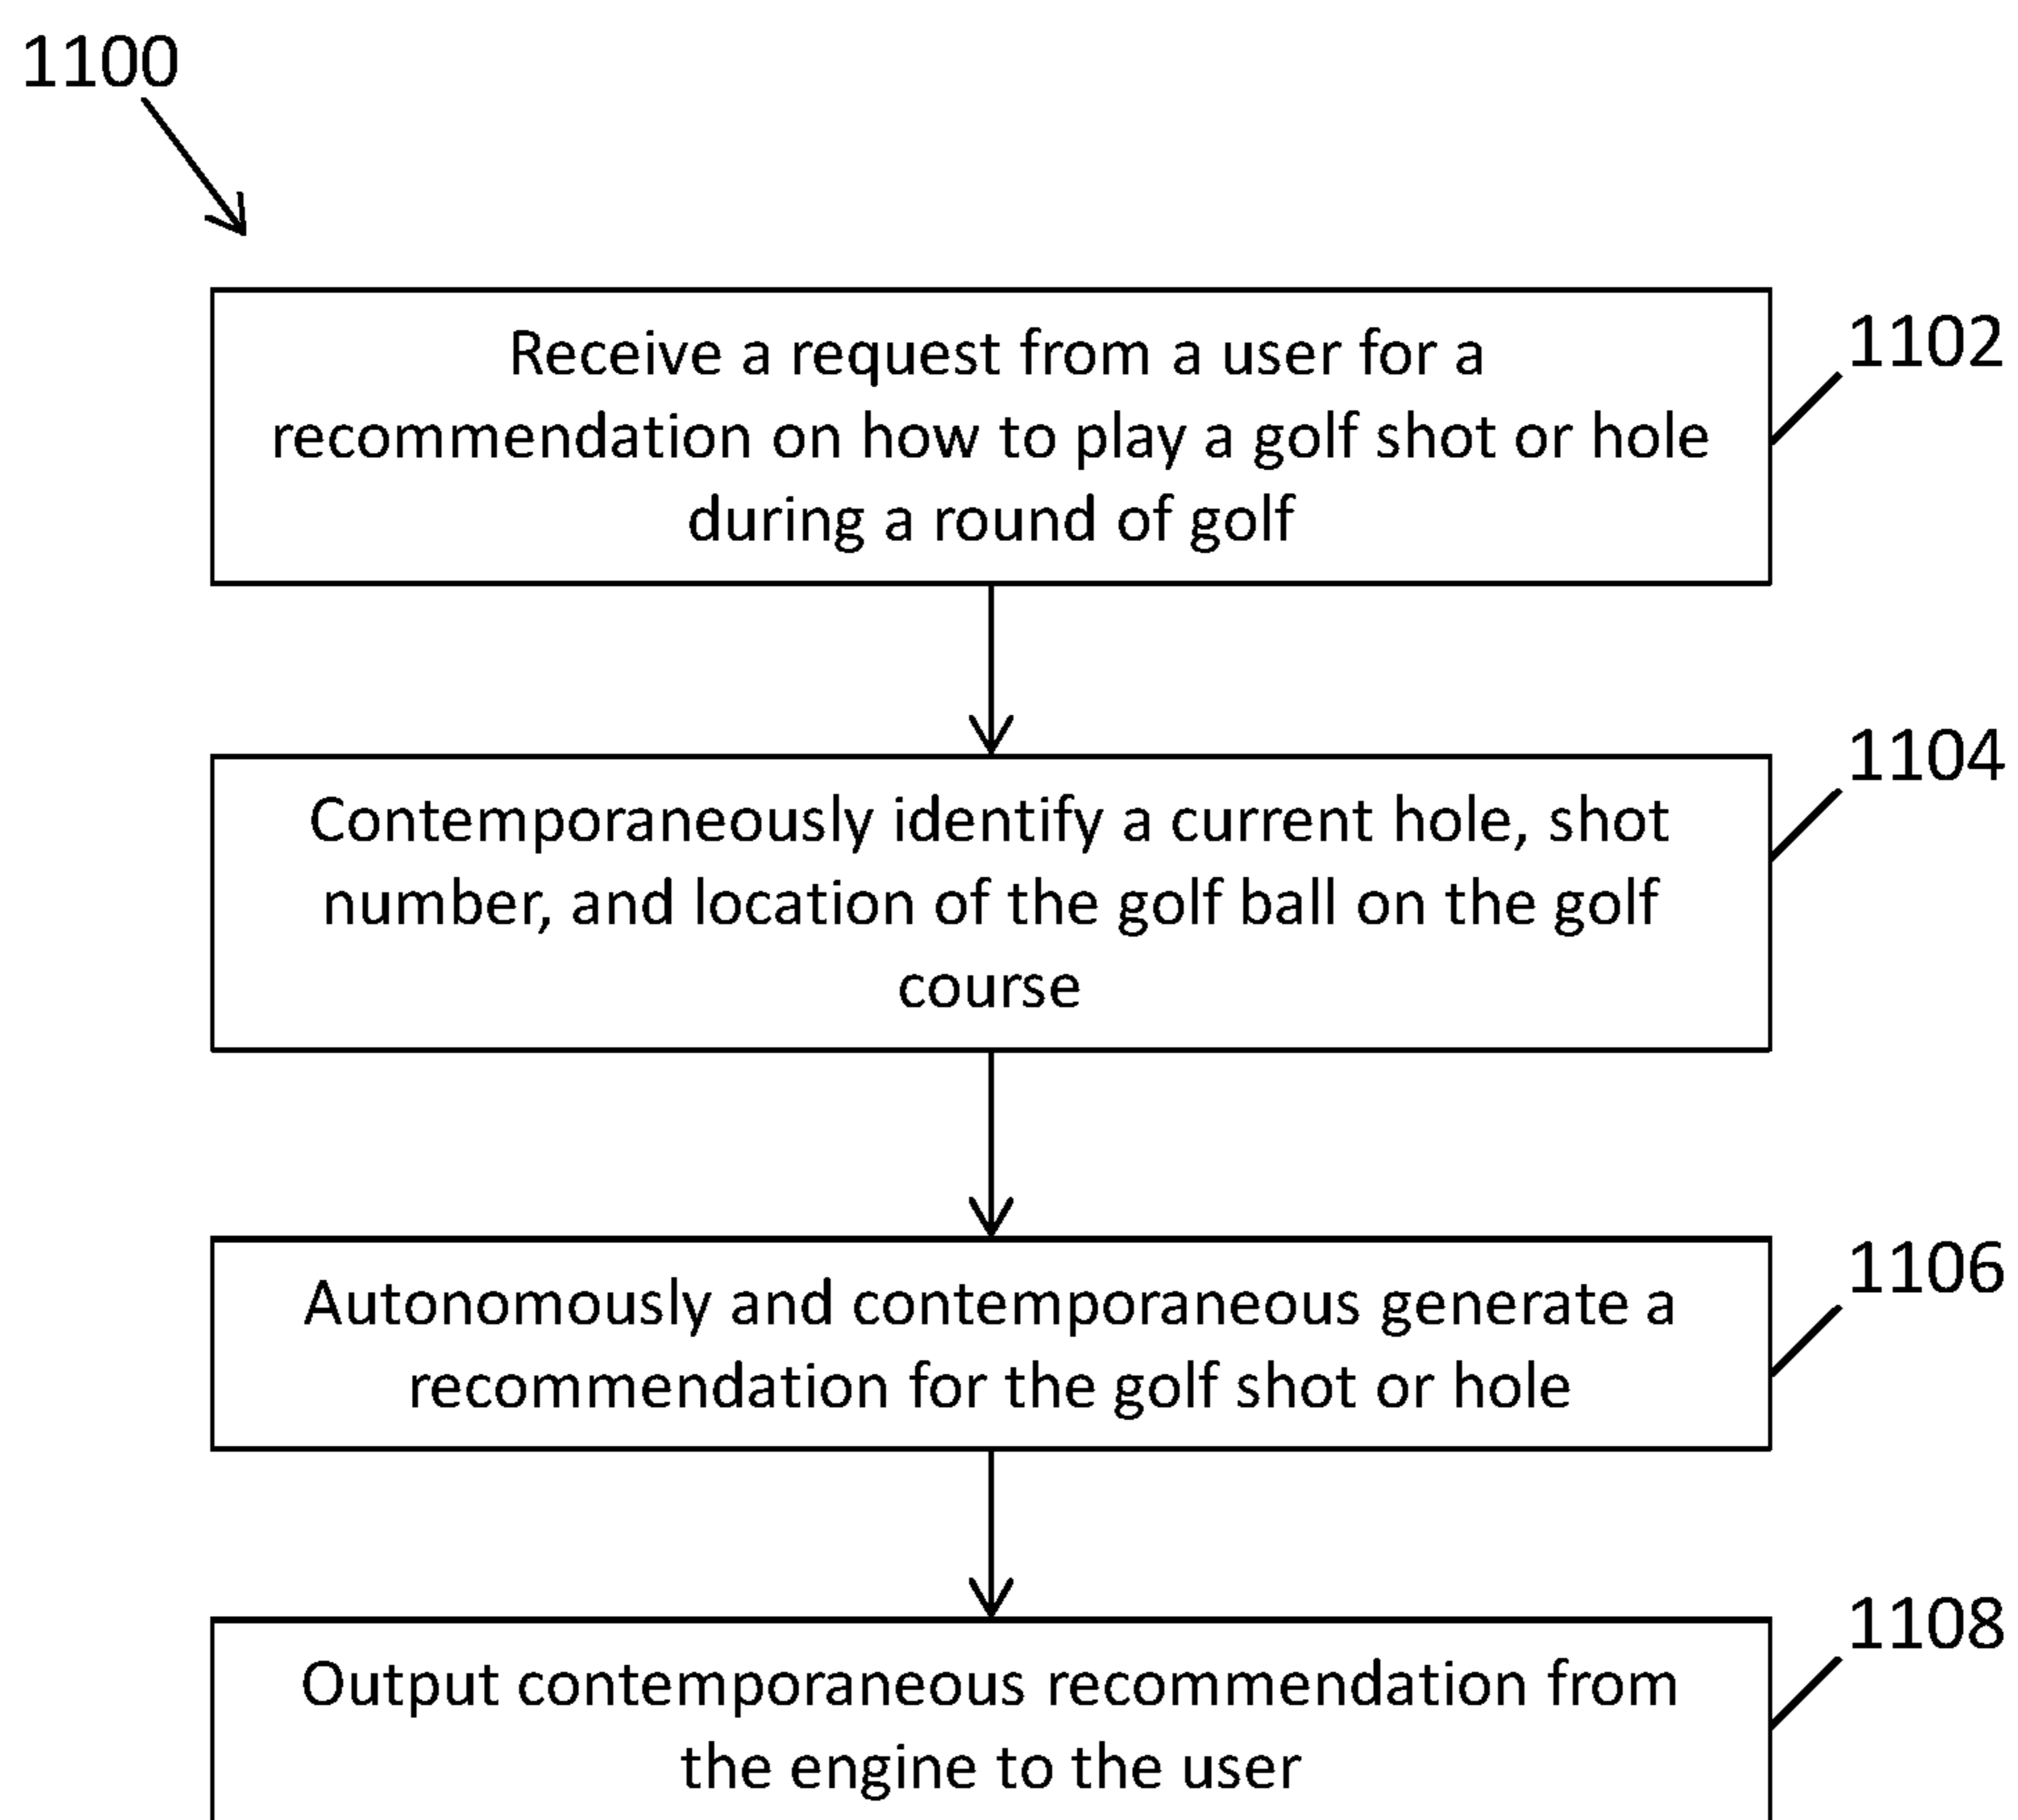 1100
Receive a request from a user for a
1102
recommendation on how to play a golf shot or hole
during a round of golf
1104
Contemporaneously identify a current hole, shot
number, and location of the golf ball on the golf
course
1106
Autonomously and contemporaneous generate a
recommendation for the golf shot or hole
1108
Output contemporaneous recommendation from
the engine to the user